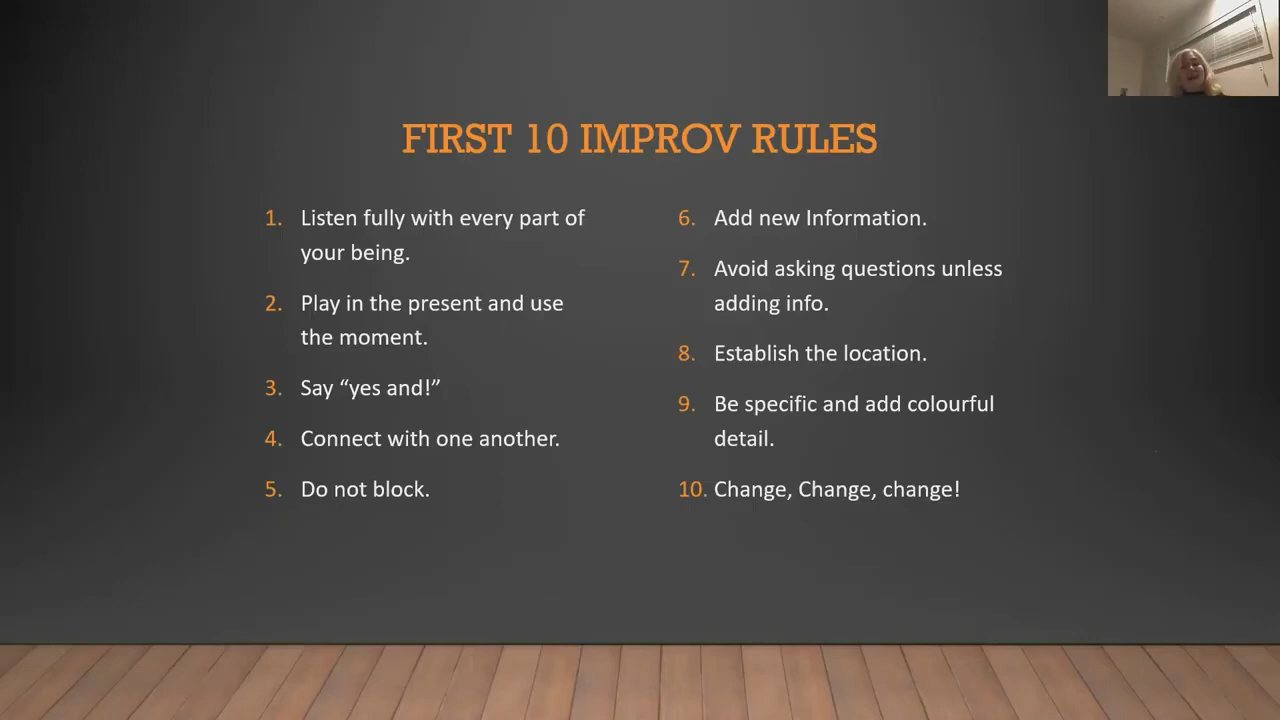 FIRST 10 IMPROV RULES
1. Listen fully with every part of
your being.
2. Play in the present and use
the moment.
3. Say “yes and!”
4. Connect with one another.
5. Do not block.
6. Add new Information.
7. Avoid asking questions unless
adding info.
8. Establish the location.
9. Be specific and add colourful
detail.
10. Change, Change, change!